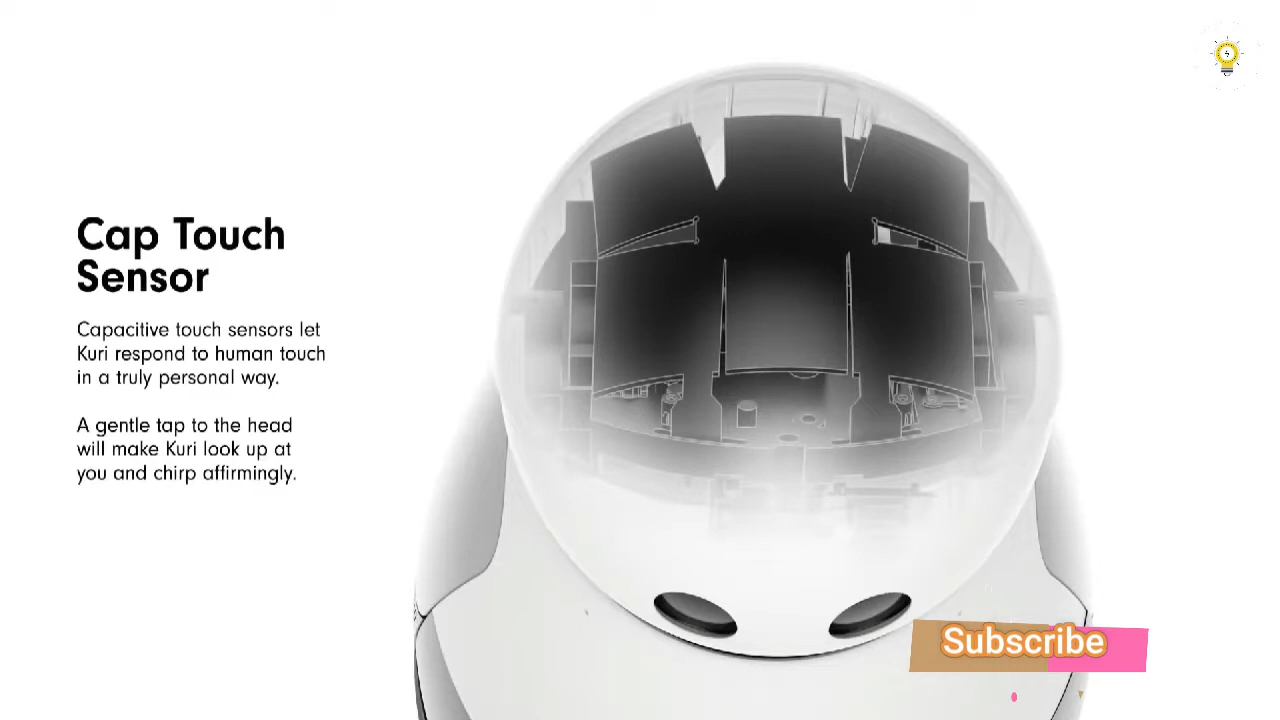 Cap Touch
Sensor
Capacitive touch sensors let
Kuri respond to human touch
in a truly personal way.
A gentle tap to the head
will make Kuri look up at
you and chirp affirmingly.
Subscribe